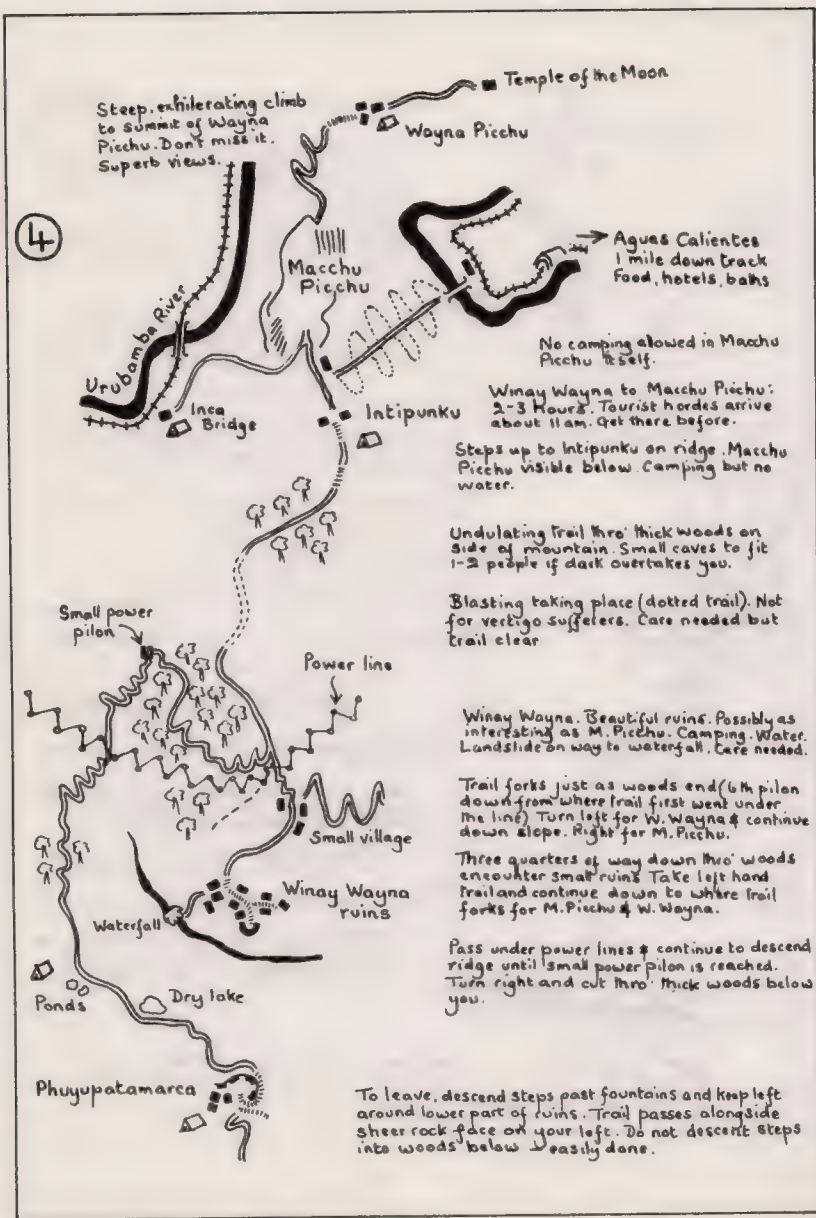 Temple of the Moon
Steep, exhilerating climb
to summit of Wayna
Picchu. Don't miss it.
Superb views.
Wayna Picchu
4
Macchu
Picchu
Aguas Calientes
1 mile down track
Food, hotels, baths
Urubamba River
No camping alowed in Macchu
Picchu itself.
Inca
Bridge
Intipunku
Winay Wayna to Macchu Picchu:
2-3 Hours. Tourist hordes arrive
about 11am. Get there before.
Steps up to Intipunku on ridge. Macchu
Picchu visible below. Camping but no
water.
Undulating trail thro' thick woods on
side of mountain. Small caves to fit
1-2 people if dark overtakes you.
Blasting taking place (dotted trail). Not
for vertigo sufferers. Care needed but
trail clear
Small power
pilon
Power line
Winay Wayna. Beautiful ruins. Possibly as
interesting as M. Picchu. Camping. Water.
Landslide on way to waterfall. Care needed.
Trail forks just as woods end (6th pilon
down from where trail first went under
the line) Turn left for W. Wayna & continue
down slope. Right for M. Picchu.
Small village
Three quarters of way down thro' woods
encounter small ruins Take left hand
trail and continue down to where trail
forks for M. Picchu & W. Wayna.
Winay Wayna
ruins
Waterfall
Pass under power lines & continue to descend
ridge until small power pilon is reached.
Turn right and cut thro' thick woods below
you.
Ponds
Dry lake
Phuyupatamarca
To leave, descend steps past fountains and keep left
around lower part of ruins. Trail passes alongside
sheer rock face on your left. Do not descent steps
into woods below - easily done.